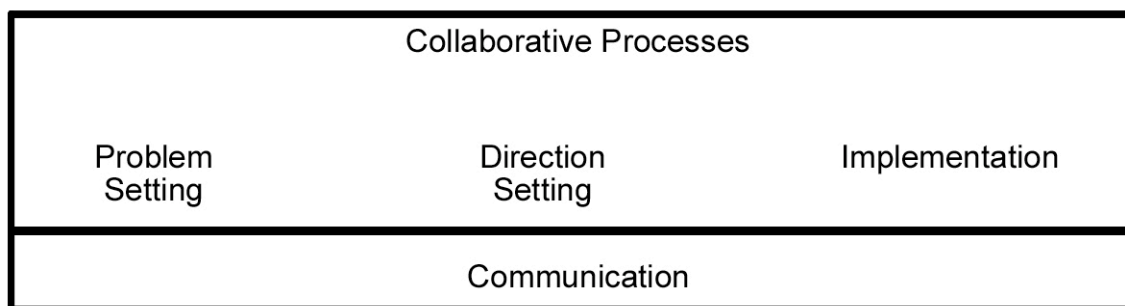 Collaborative Processes
Problem
Setting
Direction
Setting
Implementation
Communication